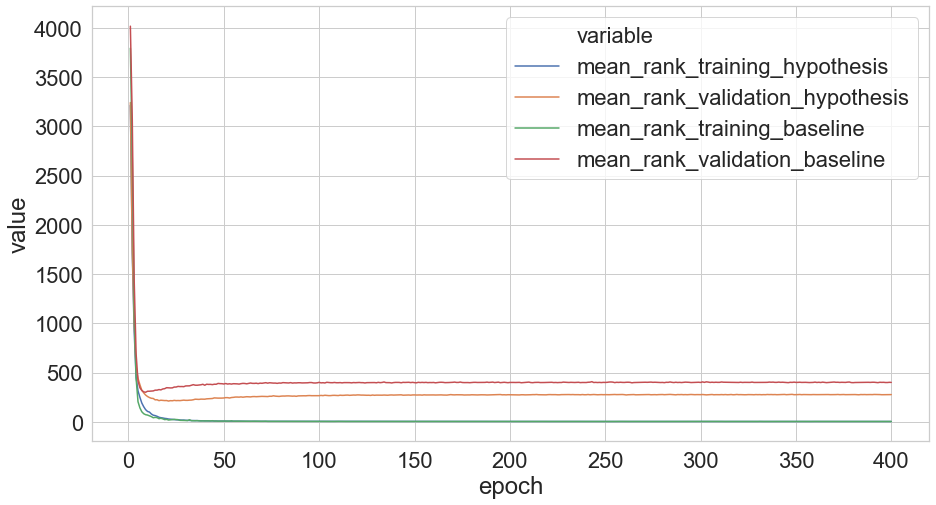 variable
mean_rank_training_hypothesis
mean_rank_validation_hypothesis
mean_rank_training_baseline
mean_rank_validation_baseline
4000
3500
3000
2500
2000
1500
1000
500
0
value
0 50 100 150 200 250 300 350 400
epoch